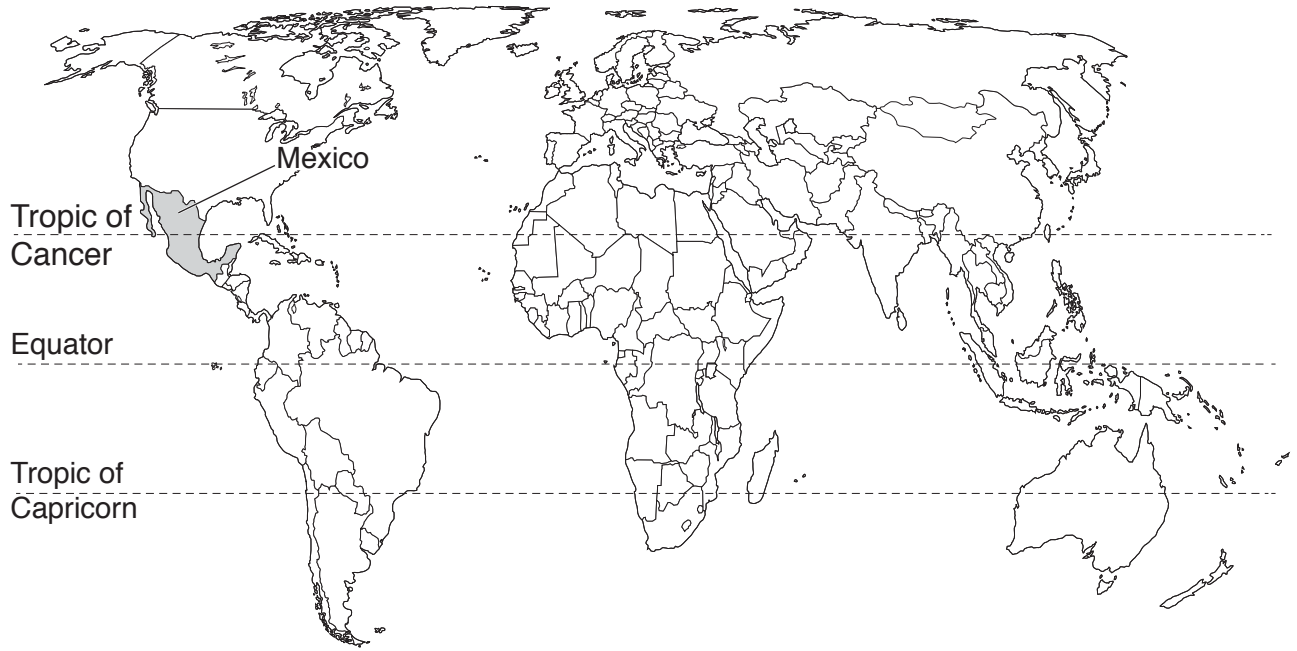 Mexico
Tropic of
Cancer
Equator
Tropic of
Capricorn